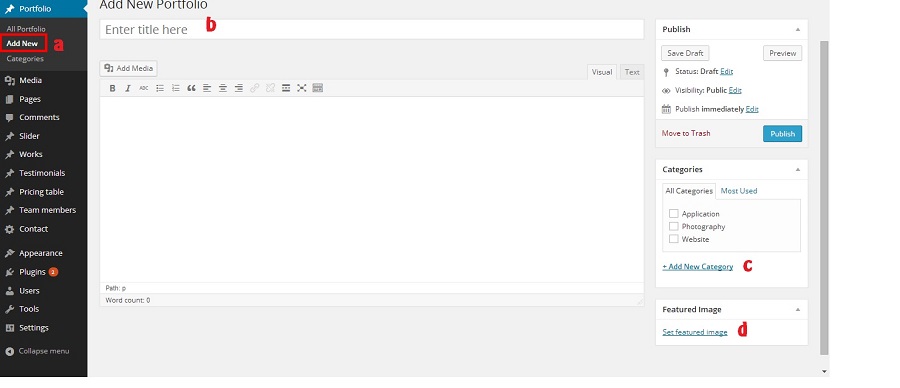 Portfolio
All Portfolio
Add New
a
Categories
Media
Pages
Comments
Slider
Works
Testimonials
Pricing table
Team members
Contact
Appearance
Plugins 2
Users
Tools
Settings
Collapse menu
Add New Portfolio
Enter title here
b
Add Media
Visual Text
B I ABC
Path: p
Word count: 0
Publish
Save Draft Preview
Status: Draft Edit
Visibility: Public Edit
Publish immediately Edit
Move to Trash Publish
Categories
All Categories Most Used
Application
Photography
Website
+ Add New Category c
Featured Image
Set featured image d